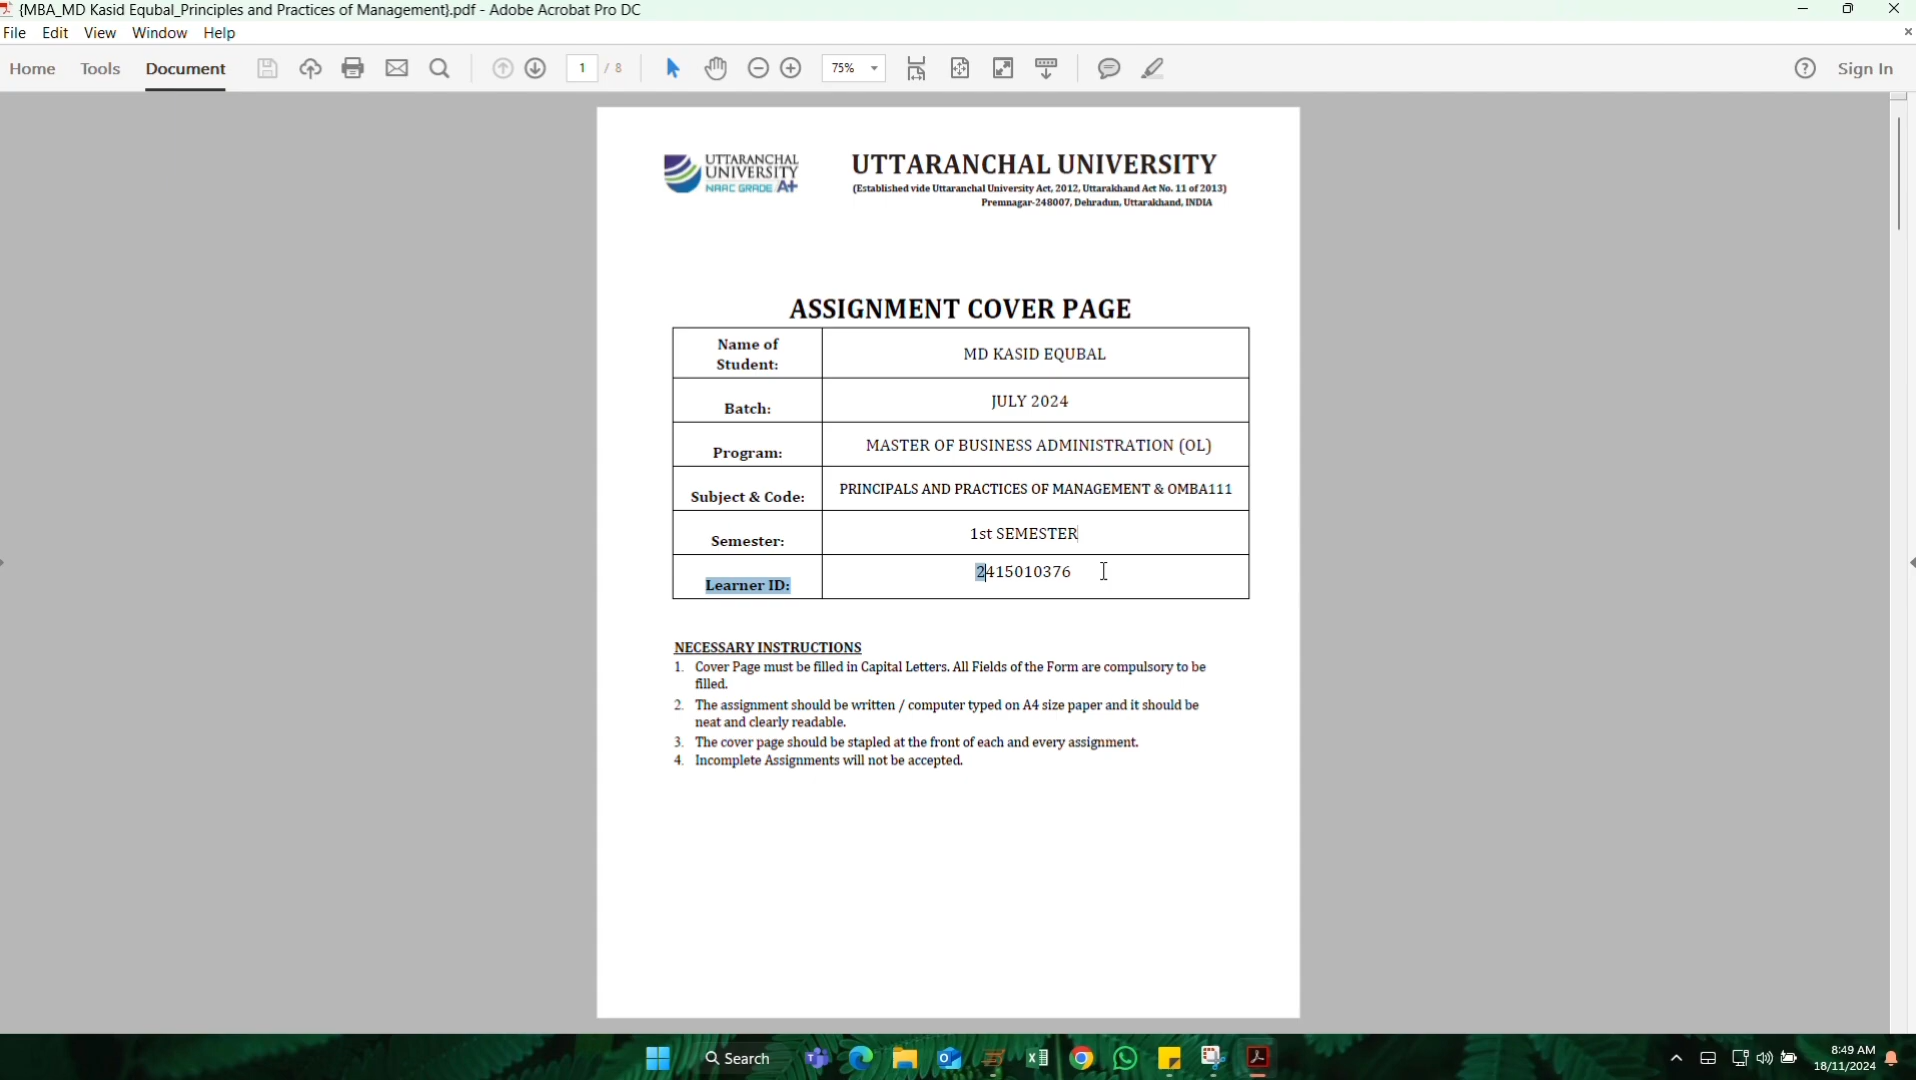 {MBA_MD Kasid Equbal_Principles and Practices of Management}.pdf - Adobe Acrobat Pro DC
File Edit View Window Help
Home Tools Document 1 / 8 75% Sign In
UTTARANCHAL
UNIVERSITY
NAAC GRADE A+
UTTARANCHAL UNIVERSITY
(Established vide Uttaranchal University Act, 2012, Uttarakhand Act No. 11 of 2013)
Premnagar-248007, Dehradun, Uttarakhand, INDIA
ASSIGNMENT COVER PAGE
Name of
Student:
MD KASID EQUBAL
Batch:
JULY 2024
Program:
MASTER OF BUSINESS ADMINISTRATION (OL)
Subject & Code:
PRINCIPALS AND PRACTICES OF MANAGEMENT & OMBA111
Semester:
1st SEMESTER
Learner ID:
2415010376
NECESSARY INSTRUCTIONS
1. Cover Page must be filled in Capital Letters. All Fields of the Form are compulsory to be
filled.
2. The assignment should be written / computer typed on A4 size paper and it should be
neat and clearly readable.
3. The cover page should be stapled at the front of each and every assignment.
4. Incomplete Assignments will not be accepted.
Search
8:49 AM
18/11/2024